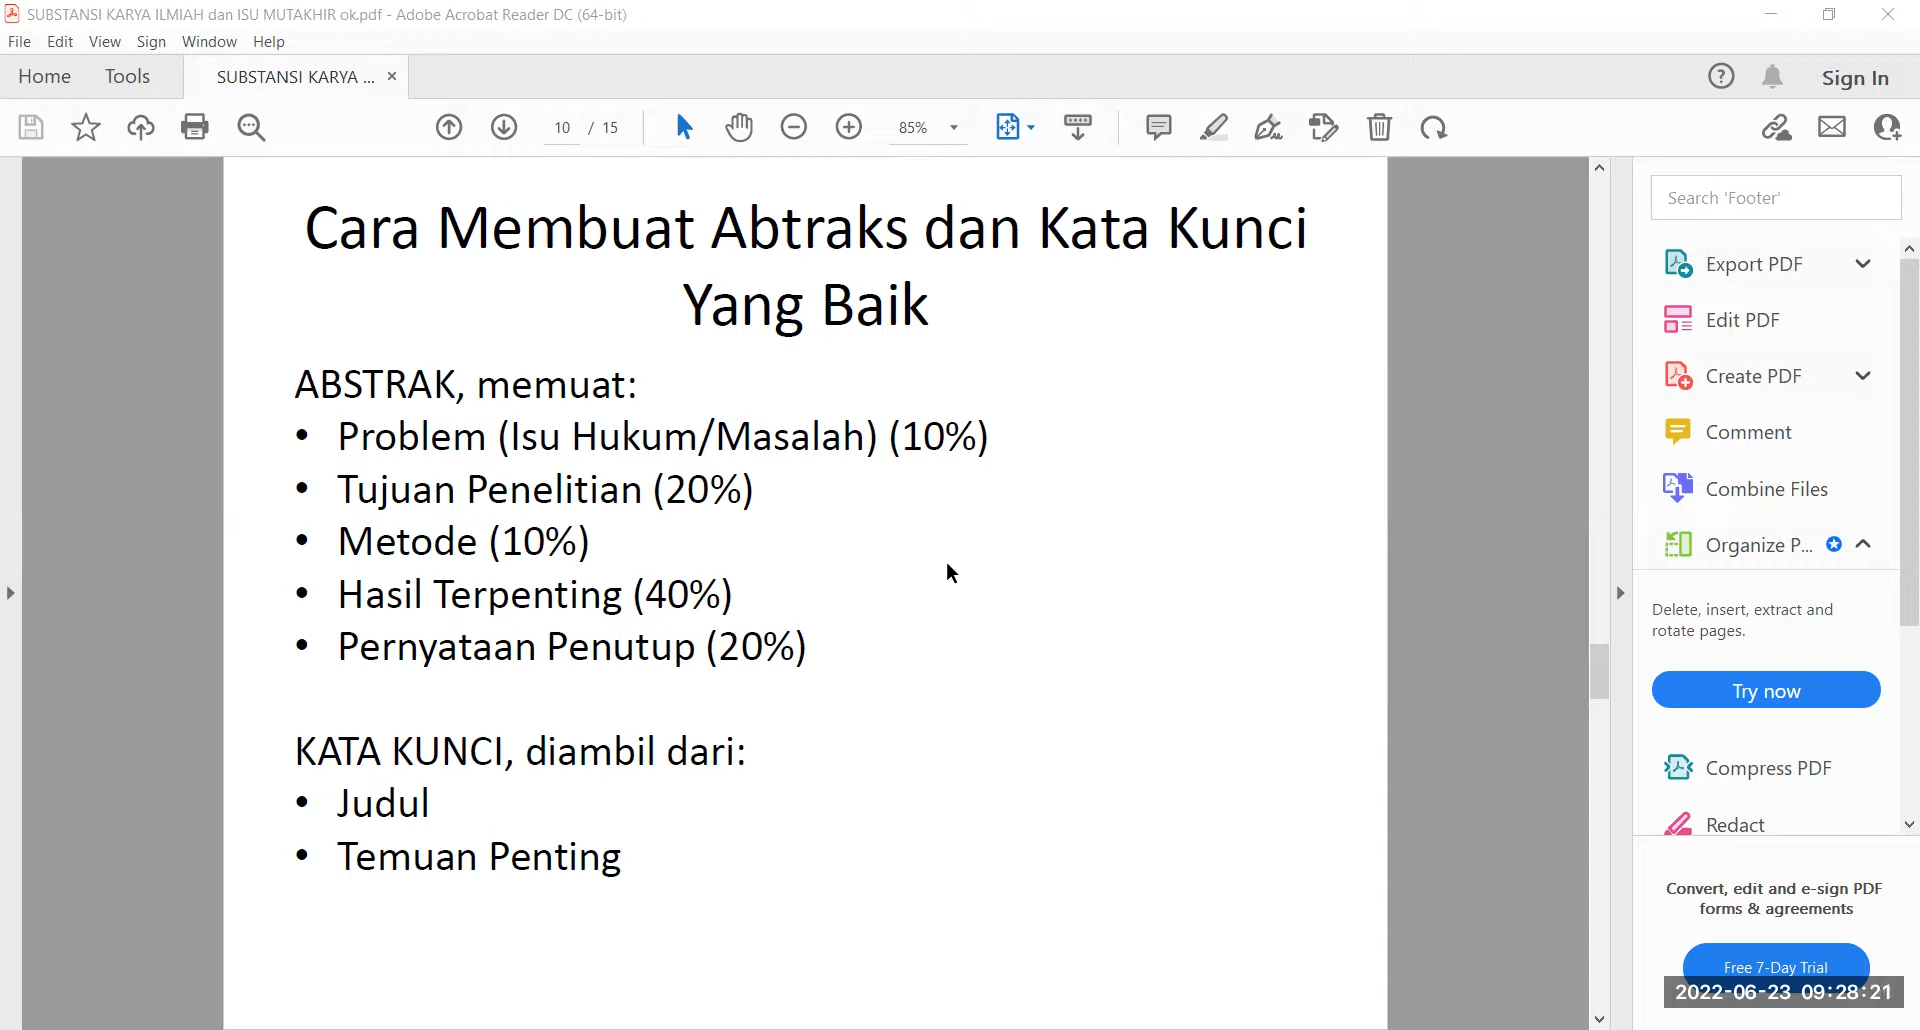 SUBSTANSI KARYA ILMIAH dan ISU MUTAKHIR ok.pdf - Adobe Acrobat Reader DC (64-bit)
File Edit View Sign Window Help
Home Tools SUBSTANSI KARYA ... × Sign In
10 / 15 85%
Cara Membuat Abtraks dan Kata Kunci
Yang Baik
ABSTRAK, memuat:
• Problem (Isu Hukum/Masalah) (10%)
• Tujuan Penelitian (20%)
• Metode (10%)
• Hasil Terpenting (40%)
• Pernyataan Penutup (20%)
KATA KUNCI, diambil dari:
• Judul
• Temuan Penting
Search 'Footer'
Export PDF
Edit PDF
Create PDF
Comment
Combine Files
Organize P...
Delete, insert, extract and
rotate pages.
Try now
Compress PDF
Redact
Convert, edit and e-sign PDF
forms & agreements
Free 7-Day Trial
2022-06-23 09:28:21